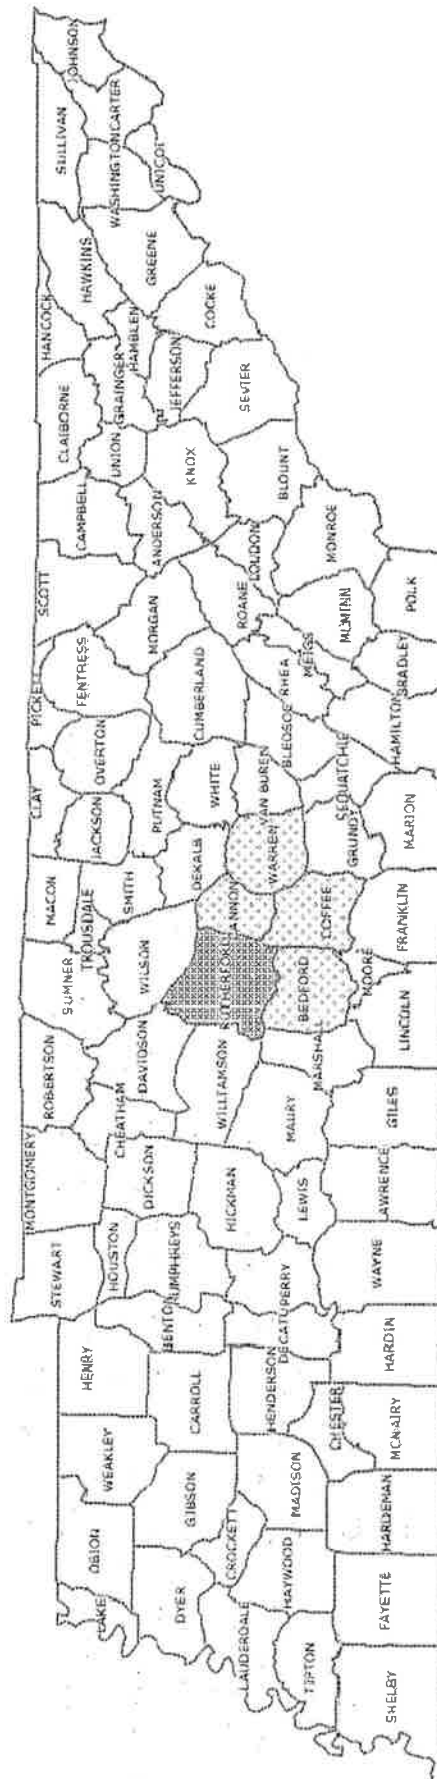 LAKE
OBION
WEAKLEY
HENRY
STEWART
MONTGOMERY
ROBERTSON
SUMNER
MACON
TROUSDALE
CLAY
PICKETT
SCOTT
CAMPBELL
CLAIBORNE
HANCOCK
HAWKINS
SULLIVAN
JOHNSON
DYER
GIBSON
CARROLL
BENTO
HOUSTON
HUMPHREYS
DICKSON
CHEATHAM
DAVIDSON
WILSON
SMITH
JACKSON
OVERTON
FENTRESS
PUTNAM
MORGAN
ANDERSON
UNION
GRAINGER
HAMBLEN
GREENE
WASHINGTON
CARTER
UNICOI
LAUDERDALE
CROCKETT
HAYWOOD
MADISON
HENDERSON
DECATUR
PERRY
HICKMAN
WILLIAMSON
RUTHERFORD
CANNON
DEKALB
WHITE
CUMBERLAND
ROANE
LOUDON
KNOX
JEFFERSON
SEVIER
COCKE
TIPTON
CHESTER
LEWIS
MAURY
MARSHALL
BEDFORD
COFFEE
WARREN
VAN BUREN
BLEDSOE
RHEA
MEIGS
MCMINN
MONROE
BLOUNT
SHELBY
FAYETTE
HARDEMAN
MCNAIRY
HARDIN
WAYNE
LAWRENCE
GILES
LINCOLN
MOORE
FRANKLIN
GRUNDY
SEQUATCHIE
MARION
HAMILTON
BRADLEY
POLK